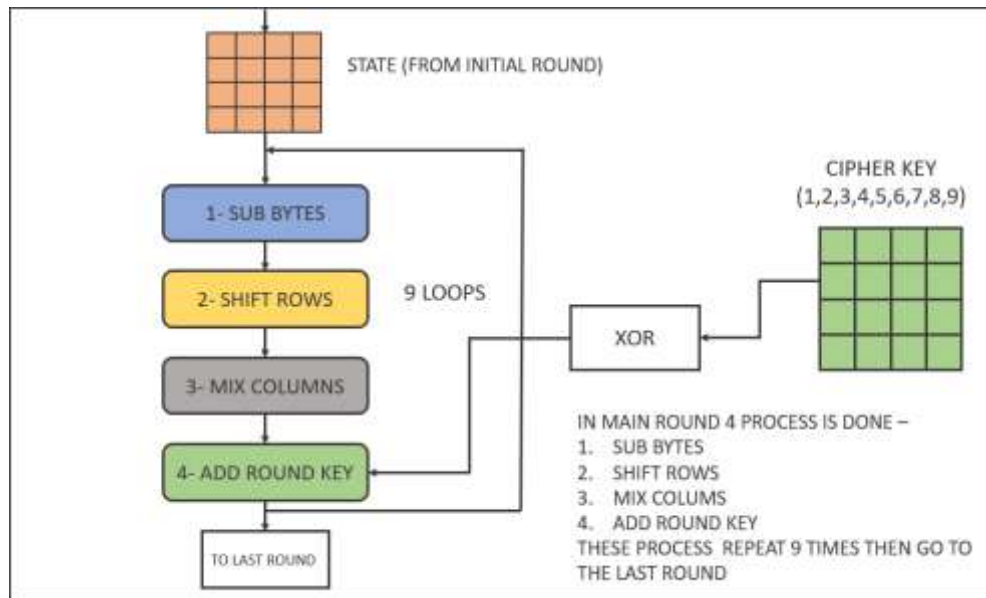 STATE (FROM INITIAL ROUND)
CIPHER KEY
(1,2,3,4,5,6,7,8,9)
1- SUB BYTES
2- SHIFT ROWS
9 LOOPS
XOR
3- MIX COLUMNS
4- ADD ROUND KEY
TO LAST ROUND
IN MAIN ROUND 4 PROCESS IS DONE –
1. SUB BYTES
2. SHIFT ROWS
3. MIX COLUMS
4. ADD ROUND KEY
THESE PROCESS REPEAT 9 TIMES THEN GO TO
THE LAST ROUND